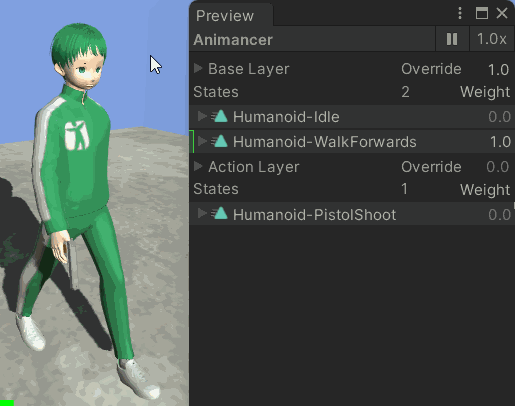 Preview
Animancer 1.0x
Base Layer Override 1.0
States 2 Weight
Humanoid-Idle 0.0
Humanoid-WalkForwards 1.0
Action Layer Override 0.0
States 1 Weight
Humanoid-PistolShoot 0.0